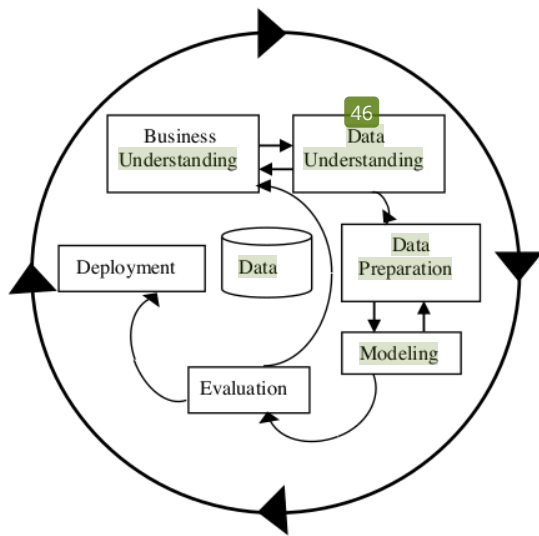 46
Business
Understanding
Data
Understanding
Data
Preparation
Deployment
Data
Modeling
Evaluation